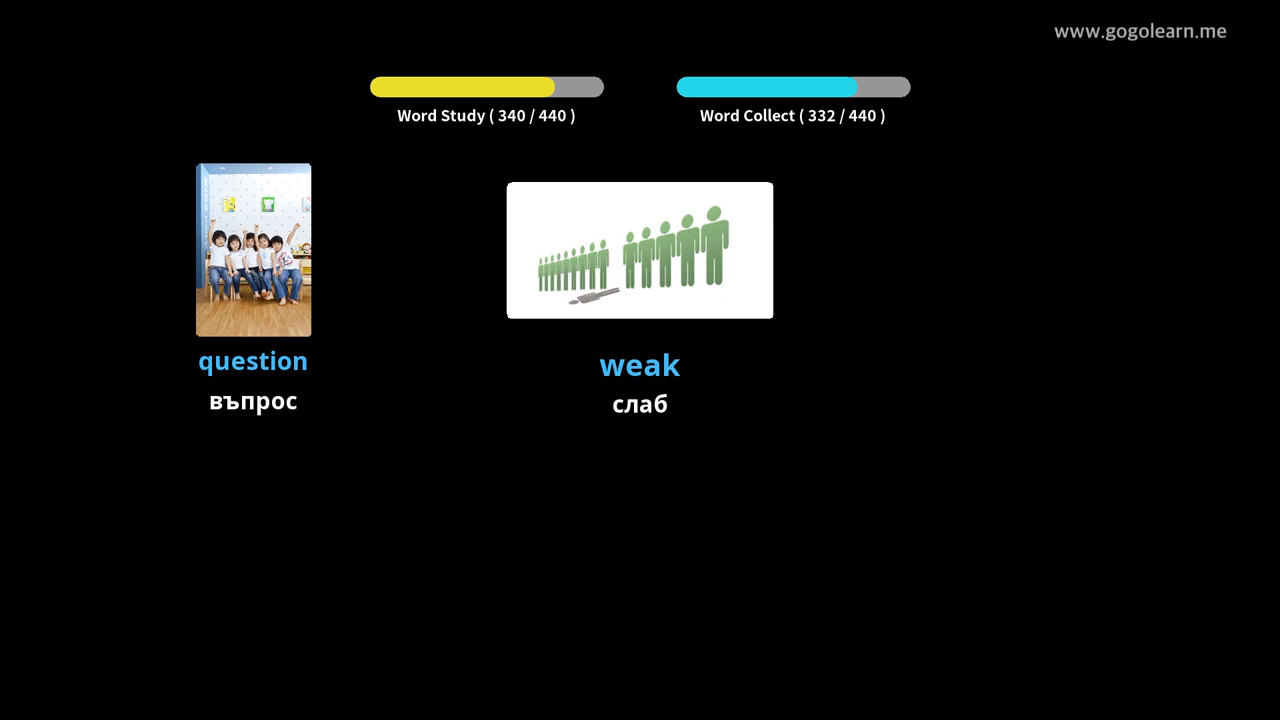 www.gogolearn.me
Word Study ( 340 / 440 )
Word Collect ( 332 / 440 )
question
въпрос
weak
слаб